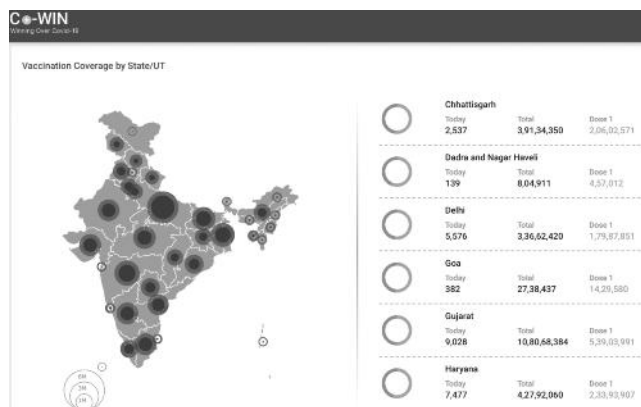 Co-WIN
Winning Over Covid-19
Vaccination Coverage by State/UT
6M
3M
1M
Chhattisgarh
Today Total Dose 1
2,537 3,91,34,350 2,06,02,571
Dadra and Nagar Haveli
Today Total Dose 1
139 8,04,911 4,57,012
Delhi
Today Total Dose 1
5,576 3,36,62,420 1,79,87,851
Goa
Today Total Dose 1
382 27,38,437 14,29,580
Gujarat
Today Total Dose 1
9,028 10,80,68,384 5,39,03,991
Haryana
Today Total Dose 1
7,477 4,27,92,060 2,33,93,907